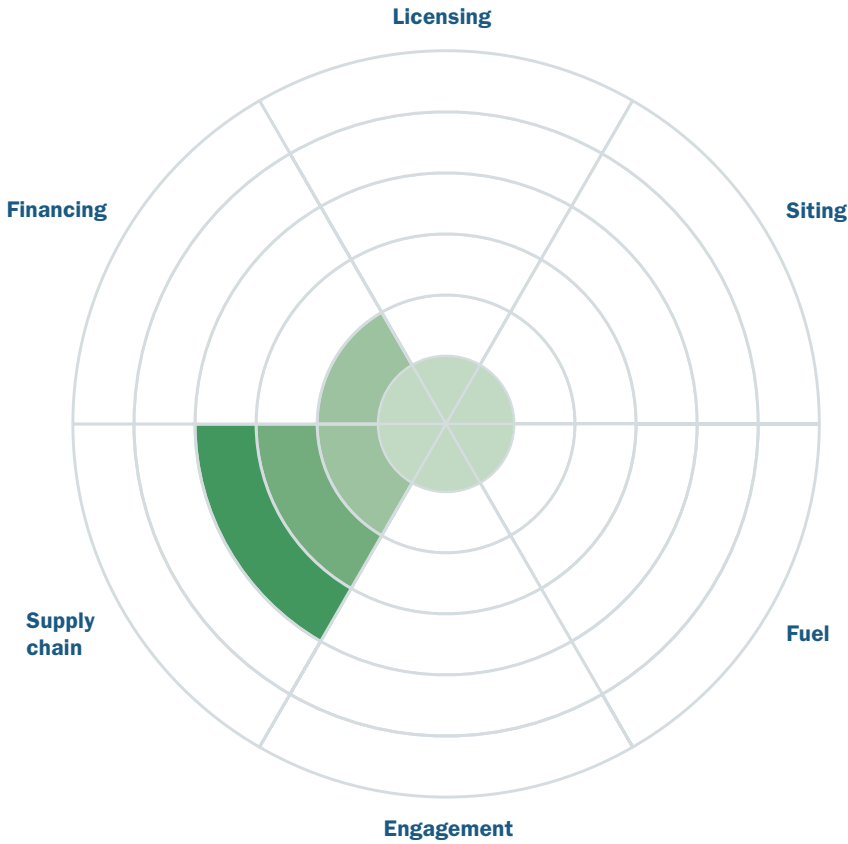 Licensing
Financing
Siting
Supply
chain
Fuel
Engagement